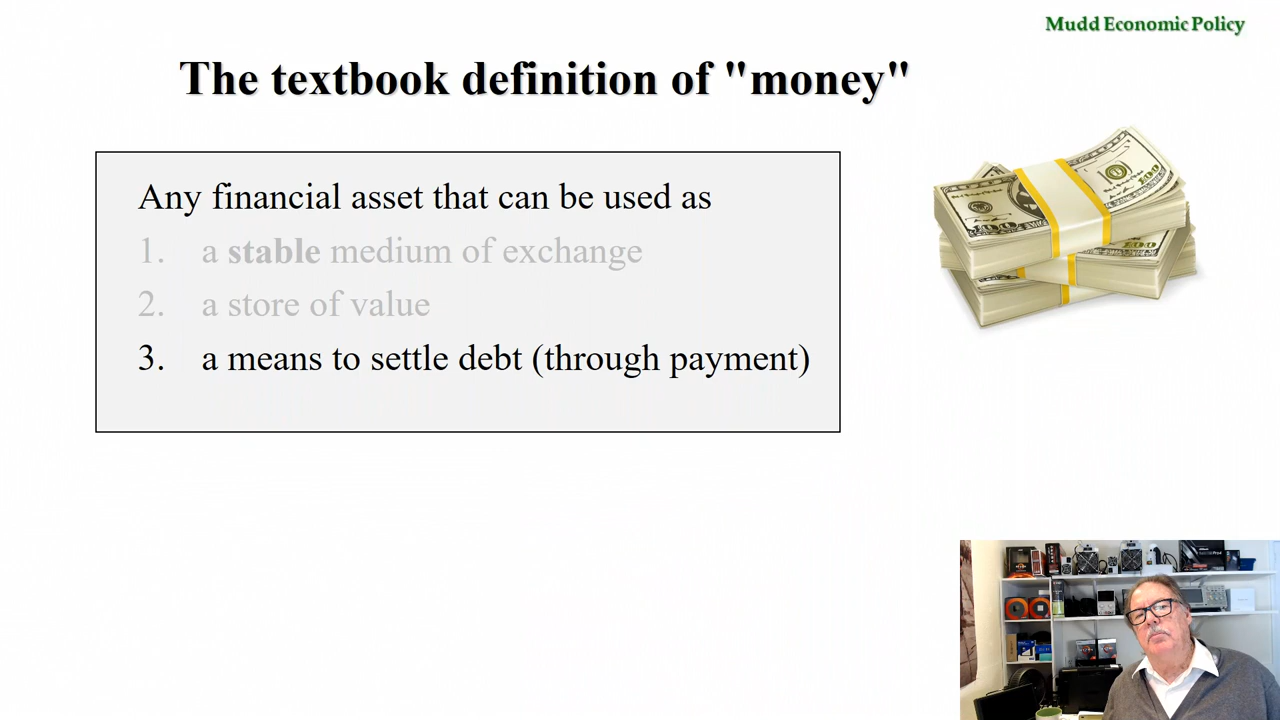 Mudd Economic Policy
The textbook definition of "money"
Any financial asset that can be used as
1. a stable medium of exchange
2. a store of value
3. a means to settle debt (through payment)